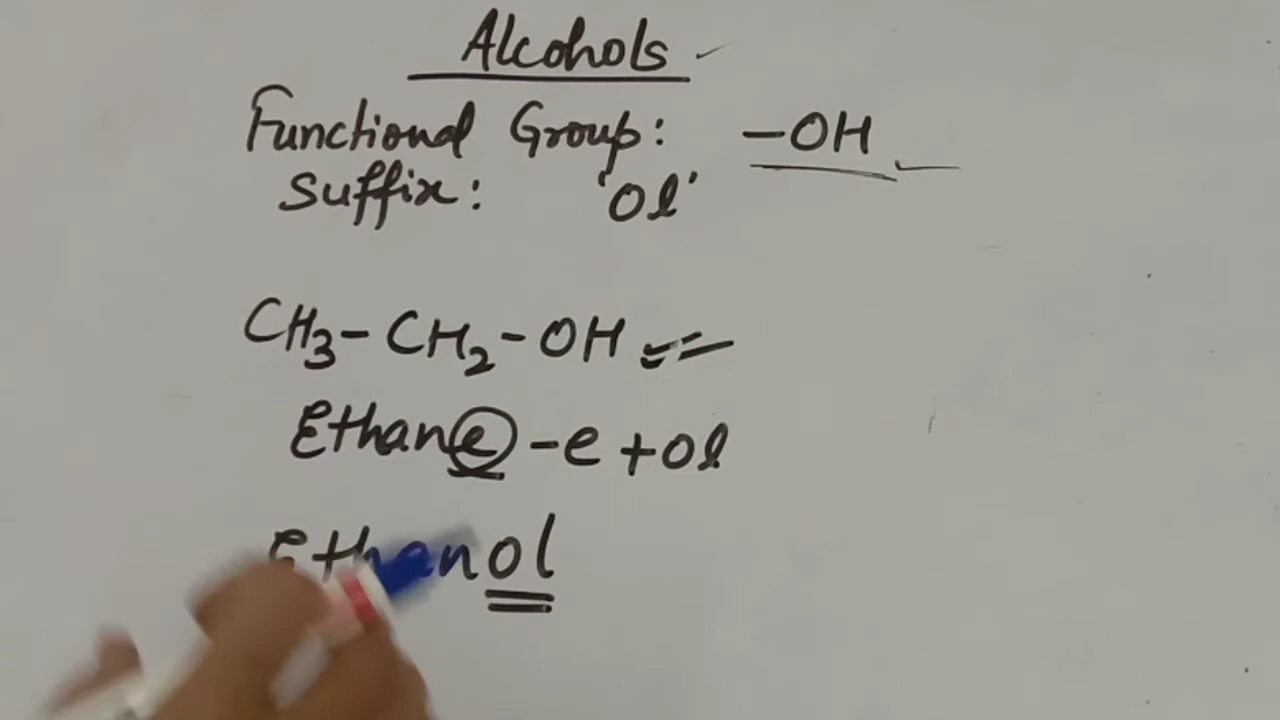 Alcohols
Functional Group: -OH
Suffix: 'ol'
CH3-CH2-OH
Ethane -e +ol
Ethanol